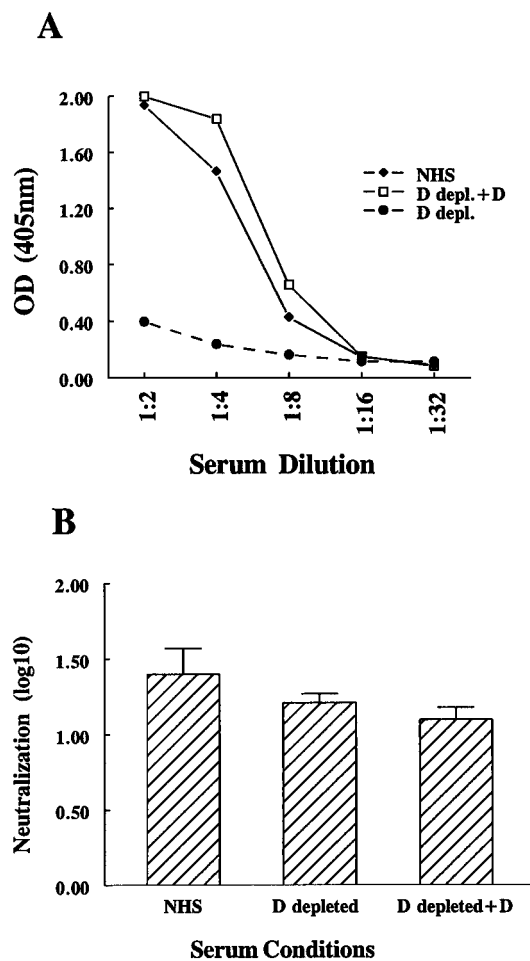 A
2.00
1.60
1.20
0.80
0.40
0.00
OD (405nm)
NHS
D depl.+D
D depl.
1:2
1:4
1:8
1:16
1:32
Serum Dilution
B
2.00
1.50
1.00
0.50
0.00
Neutralization (log10)
NHS
D depleted
D depleted+D
Serum Conditions